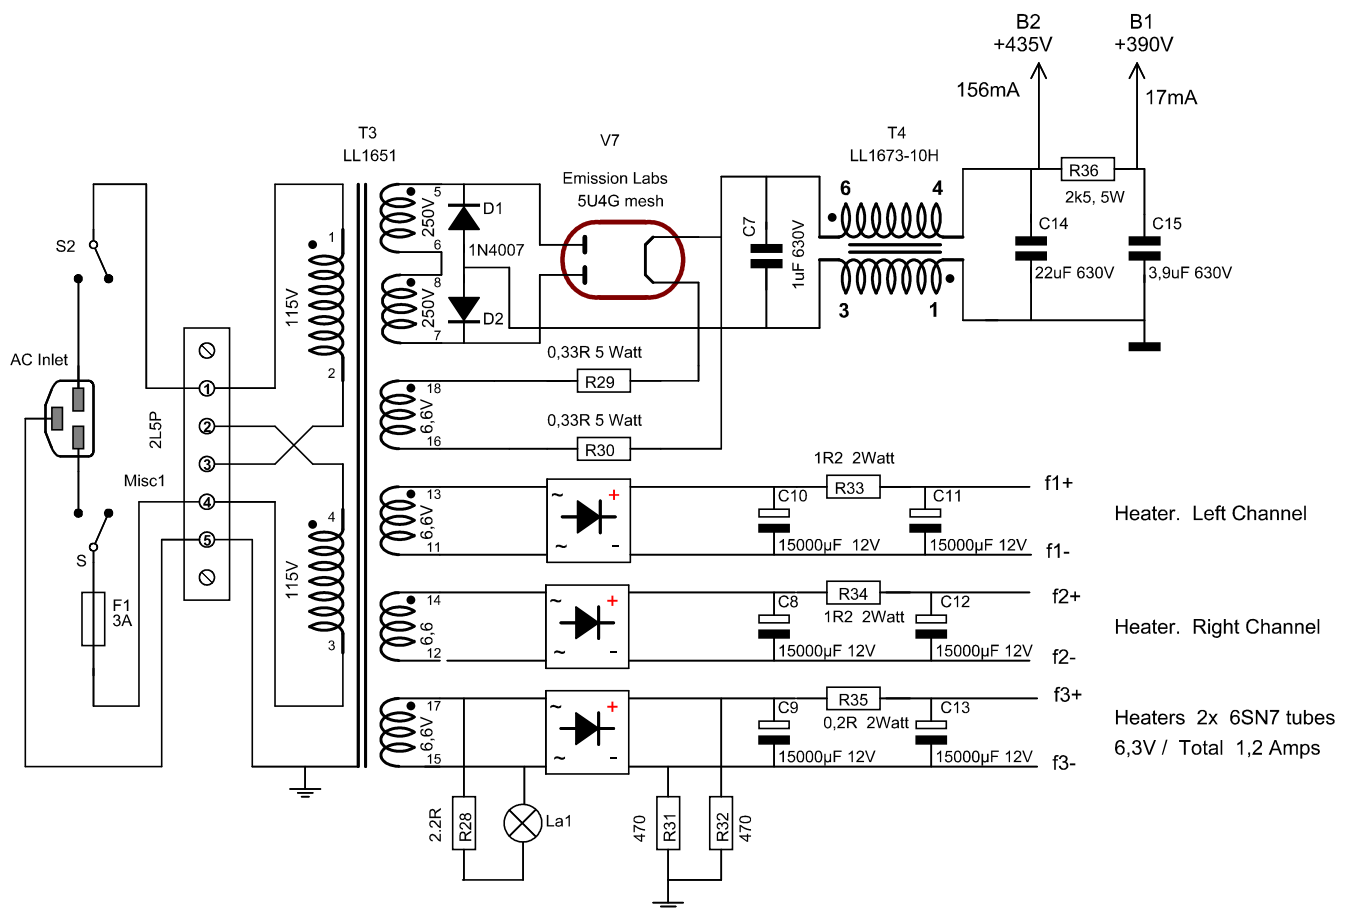 B2
+435V
B1
+390V
156mA
17mA
T3
LL1651
V7
T4
LL1673-10H
Emission Labs
5U4G mesh
R36
2k5, 5W
S2
1
115V
2
5
250V
6
8
250V
7
D1
1N4007
D2
C7
1uF 630V
6
4
3
1
C14
22uF 630V
C15
3,9uF 630V
AC Inlet
1
2
3
4
5
2L5P
Misc1
0,33R 5 Watt
R29
18
6,6V
16
0,33R 5 Watt
R30
S
F1
3A
4
115V
3
13
6,6V
11
~
+
~
-
1R2 2Watt
R33
C10
15000µF 12V
C11
15000µF 12V
f1+
f1-
Heater. Left Channel
14
6,6
12
~
+
~
-
R34
1R2 2Watt
C8
15000µF 12V
C12
15000µF 12V
f2+
f2-
Heater. Right Channel
17
6,6V
15
~
+
~
-
R35
0,2R 2Watt
C9
15000µF 12V
C13
15000µF 12V
f3+
f3-
Heaters 2x 6SN7 tubes
6,3V / Total 1,2 Amps
2.2R
R28
La1
470
R31
R32
470